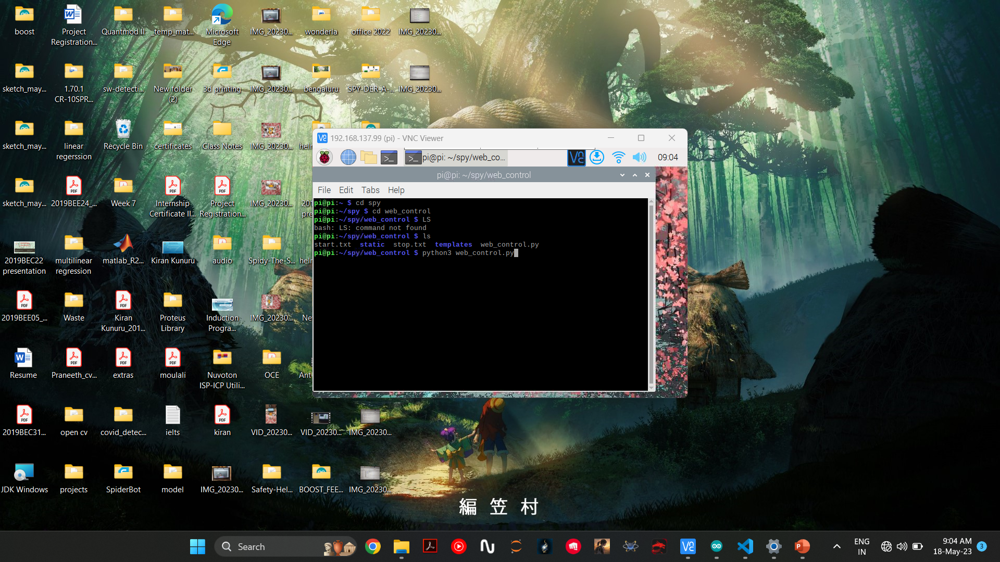 boost
Project
Registration...
Quantmod II
_temp_mat...
Microsoft
Edge
IMG_20230...
wonderla
office 2022
IMG_20230...
sketch_may...
1.70.1
CR-10SPR...
sw-detecti...
New folder
(2)
3d printing
IMG_20230...
bengaluru
SPY-DER-A-...
IMG_20230...
sketch_may...
linear
regerssion
Recycle Bin
certificates
Class Notes
IMG_20230...
sketch_may...
2019BEE24_...
Week 7
Internship
Certificate II...
Project
Registration...
IMG_20230...
2019BEC22
presentation
multilinear
regression
matlab_R2...
Kiran Kunuru
audio
Spidy-The-S...
2019BEE05_...
Waste
Kiran
Kunuru_201...
Proteus
Library
Induction
Progra...
IMG_20230...
Resume
Praneeth_cv...
extras
moulali
Nuvoton
ISP-ICP Utili...
OCE
2019BEC31...
open cv
covid_detec...
ielts
kiran
VID_20230...
VID_20230...
IMG_20230...
JDK Windows
projects
SpiderBot
model
IMG_20230...
Safety-Hel...
BOOST_FEE...
IMG_20230...
192.168.137.99 (pi) - VNC Viewer
pi@pi: ~/spy/web_co...
09:04
pi@pi: ~/spy/web_control
File Edit Tabs Help
pi@pi:~ $ cd spy
pi@pi:~/spy $ cd web_control
pi@pi:~/spy/web_control $ LS
bash: LS: command not found
pi@pi:~/spy/web_control $ ls
start.txt static stop.txt templates web_control.py
pi@pi:~/spy/web_control $ python3 web_control.py
編笠村
Search
ENG
IN
9:04 AM
18-May-23
3